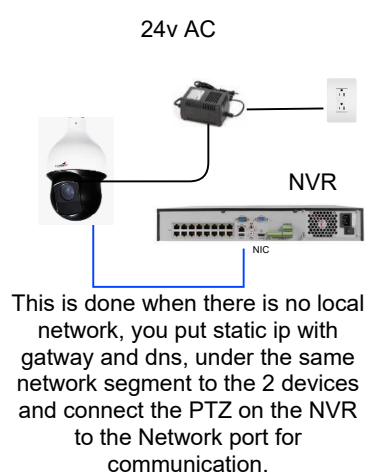 24v AC
NVR
NIC
This is done when there is no local
network, you put static ip with
gatway and dns, under the same
network segment to the 2 devices
and connect the PTZ on the NVR
to the Network port for
communication.